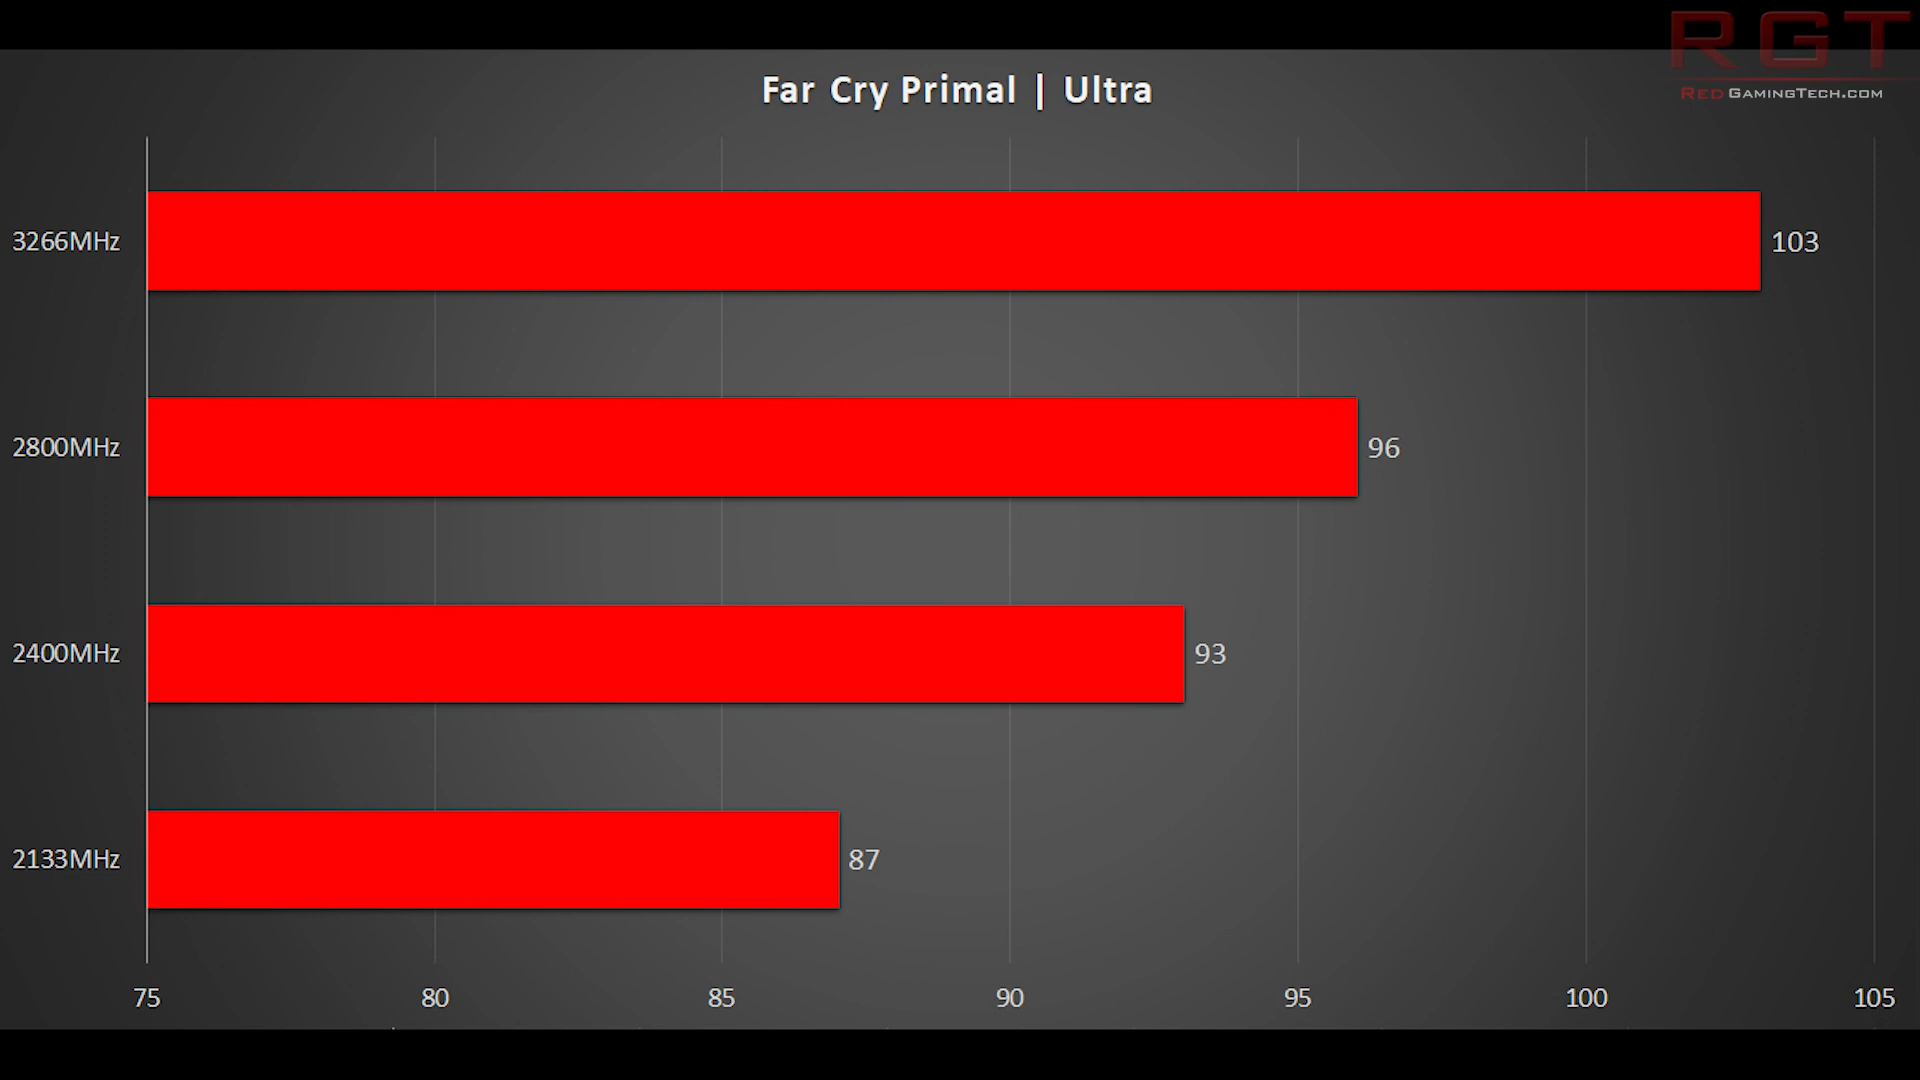 RGT
RedGamingTech.com
Far Cry Primal | Ultra
3266MHz
103
2800MHz
96
2400MHz
93
2133MHz
87
75 80 85 90 95 100 105